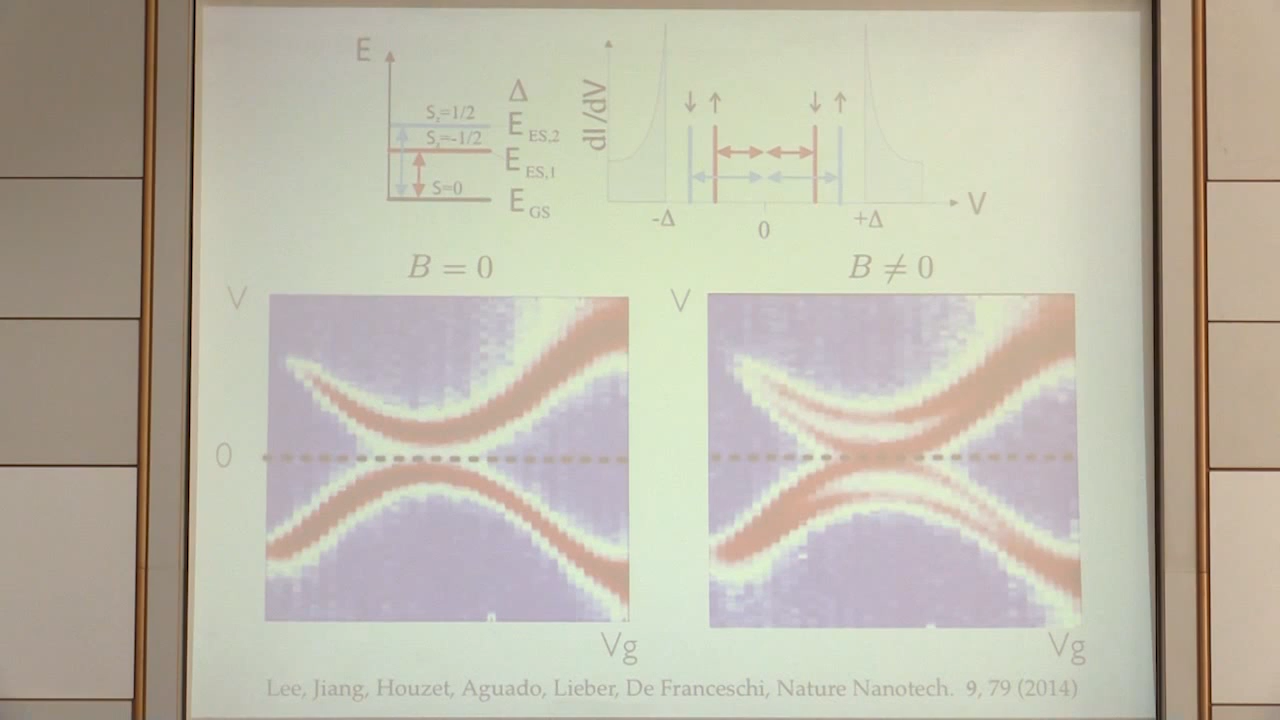 E
Δ
S_z=1/2
E_ES,2
S_z=-1/2
E_ES,1
S=0
E_GS
dI/dV
↓ ↑ ↓ ↑
-Δ 0 +Δ V
B = 0
B ≠ 0
V
V
0
Vg
Vg
Lee, Jiang, Houzet, Aguado, Lieber, De Franceschi, Nature Nanotech. 9, 79 (2014)